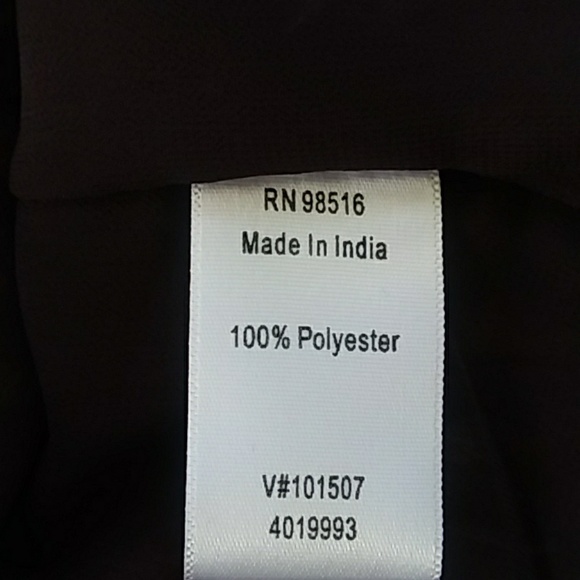 RN 98516
Made In India
100% Polyester
V#101507
4019993